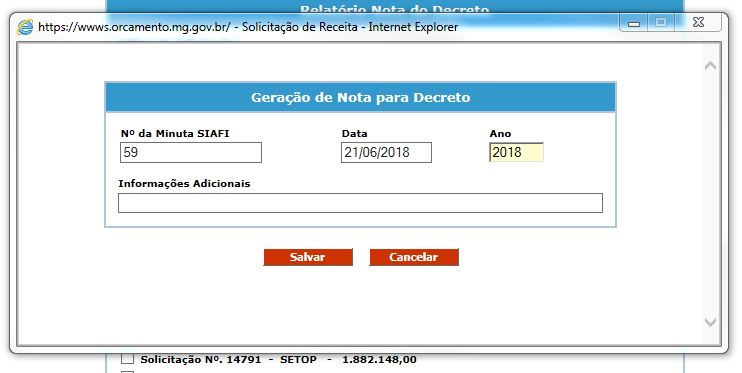 Relatório Nota do Decreto
https://www.orcamento.mg.gov.br/ - Solicitação de Receita - Internet Explorer
Geração de Nota para Decreto
Nº da Minuta SIAFI Data Ano
59 21/06/2018 2018
Informações Adicionais
Salvar Cancelar
Solicitação Nº. 14791 - SETOP - 1.882.148,00